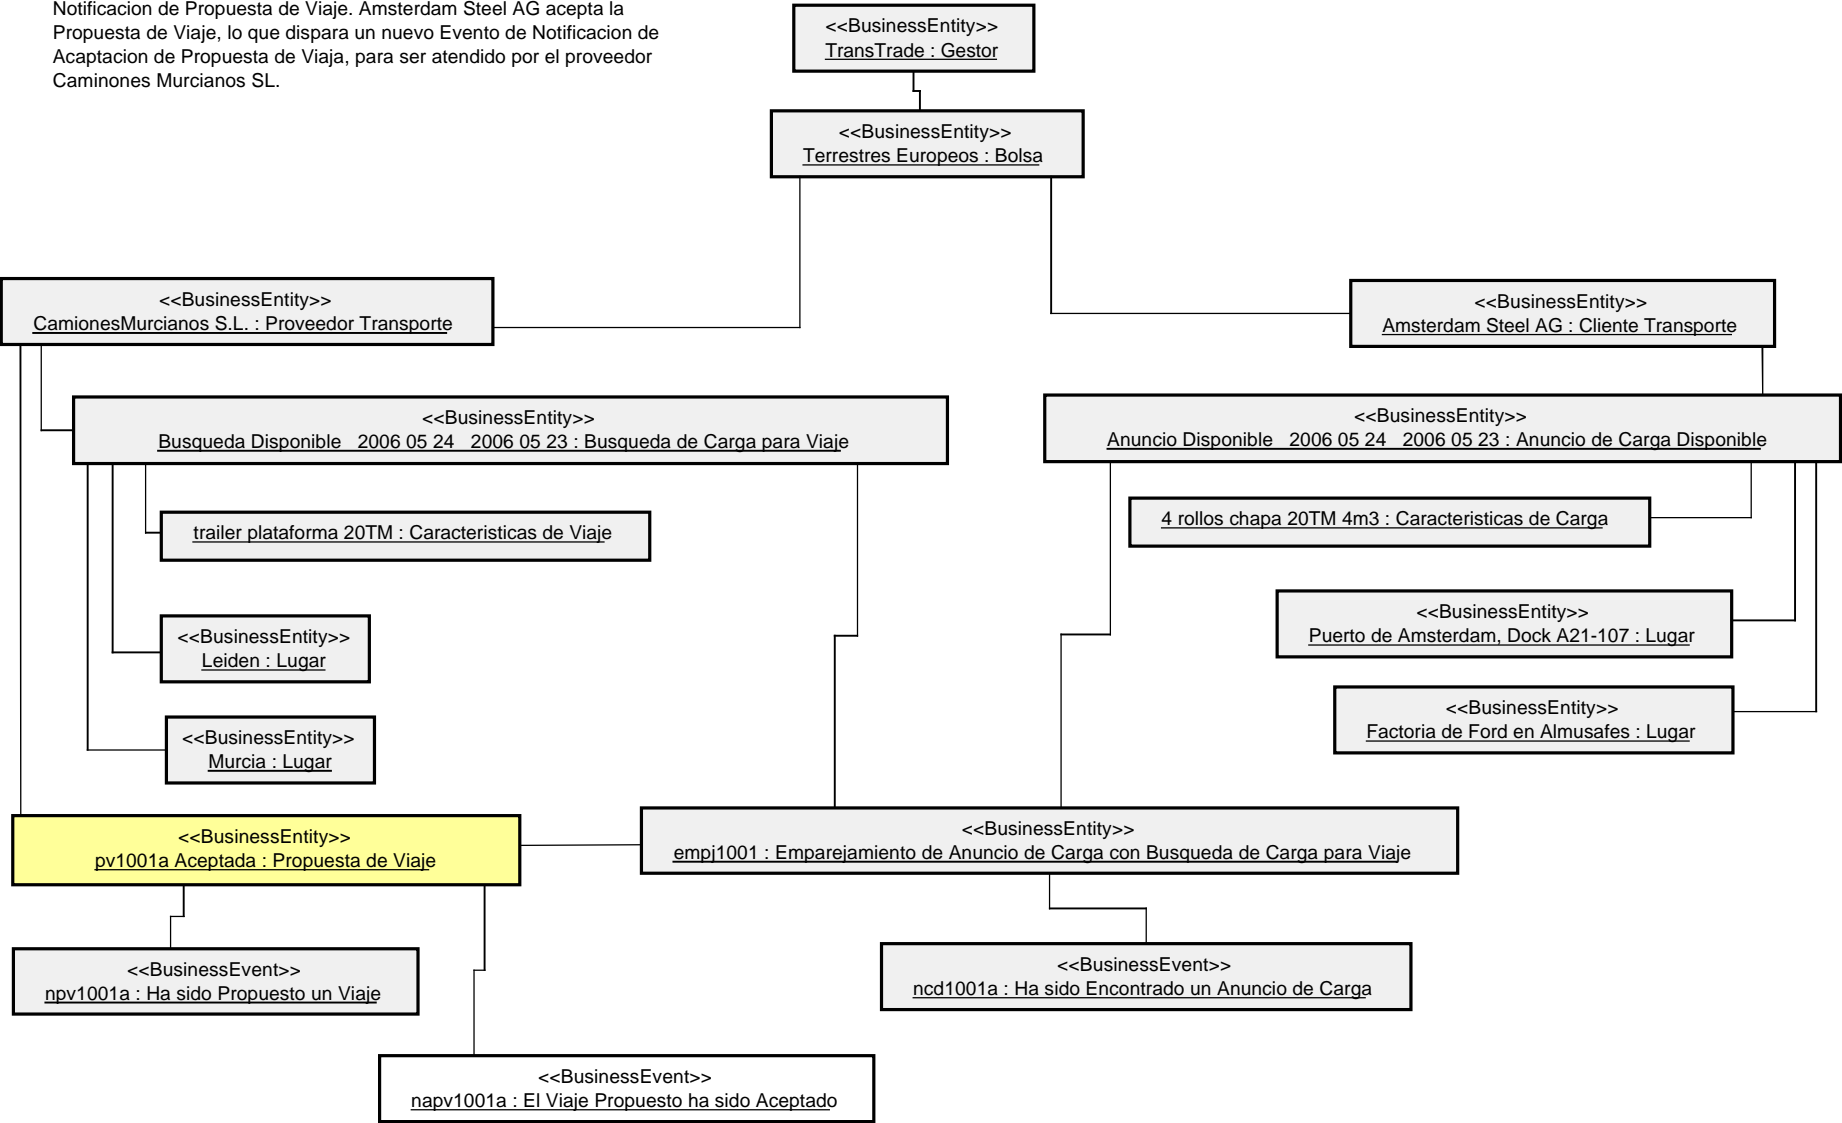 Notificacion de Propuesta de Viaje. Amsterdam Steel AG acepta la
Propuesta de Viaje, lo que dispara un nuevo Evento de Notificacion de
Acaptacion de Propuesta de Viaja, para ser atendido por el proveedor
Caminones Murcianos SL.
<<BusinessEntity>>
TransTrade : Gestor
<<BusinessEntity>>
Terrestres Europeos : Bolsa
<<BusinessEntity>>
CamionesMurcianos S.L. : Proveedor Transporte
<<BusinessEntity>>
Amsterdam Steel AG : Cliente Transporte
<<BusinessEntity>>
Busqueda Disponible 2006 05 24 2006 05 23 : Busqueda de Carga para Viaje
<<BusinessEntity>>
Anuncio Disponible 2006 05 24 2006 05 23 : Anuncio de Carga Disponible
trailer plataforma 20TM : Caracteristicas de Viaje
4 rollos chapa 20TM 4m3 : Caracteristicas de Carga
<<BusinessEntity>>
Leiden : Lugar
<<BusinessEntity>>
Puerto de Amsterdam, Dock A21-107 : Lugar
<<BusinessEntity>>
Murcia : Lugar
<<BusinessEntity>>
Factoria de Ford en Almusafes : Lugar
<<BusinessEntity>>
pv1001a Aceptada : Propuesta de Viaje
<<BusinessEntity>>
empj1001 : Emparejamiento de Anuncio de Carga con Busqueda de Carga para Viaje
<<BusinessEvent>>
npv1001a : Ha sido Propuesto un Viaje
<<BusinessEvent>>
ncd1001a : Ha sido Encontrado un Anuncio de Carga
<<BusinessEvent>>
napv1001a : El Viaje Propuesto ha sido Aceptado